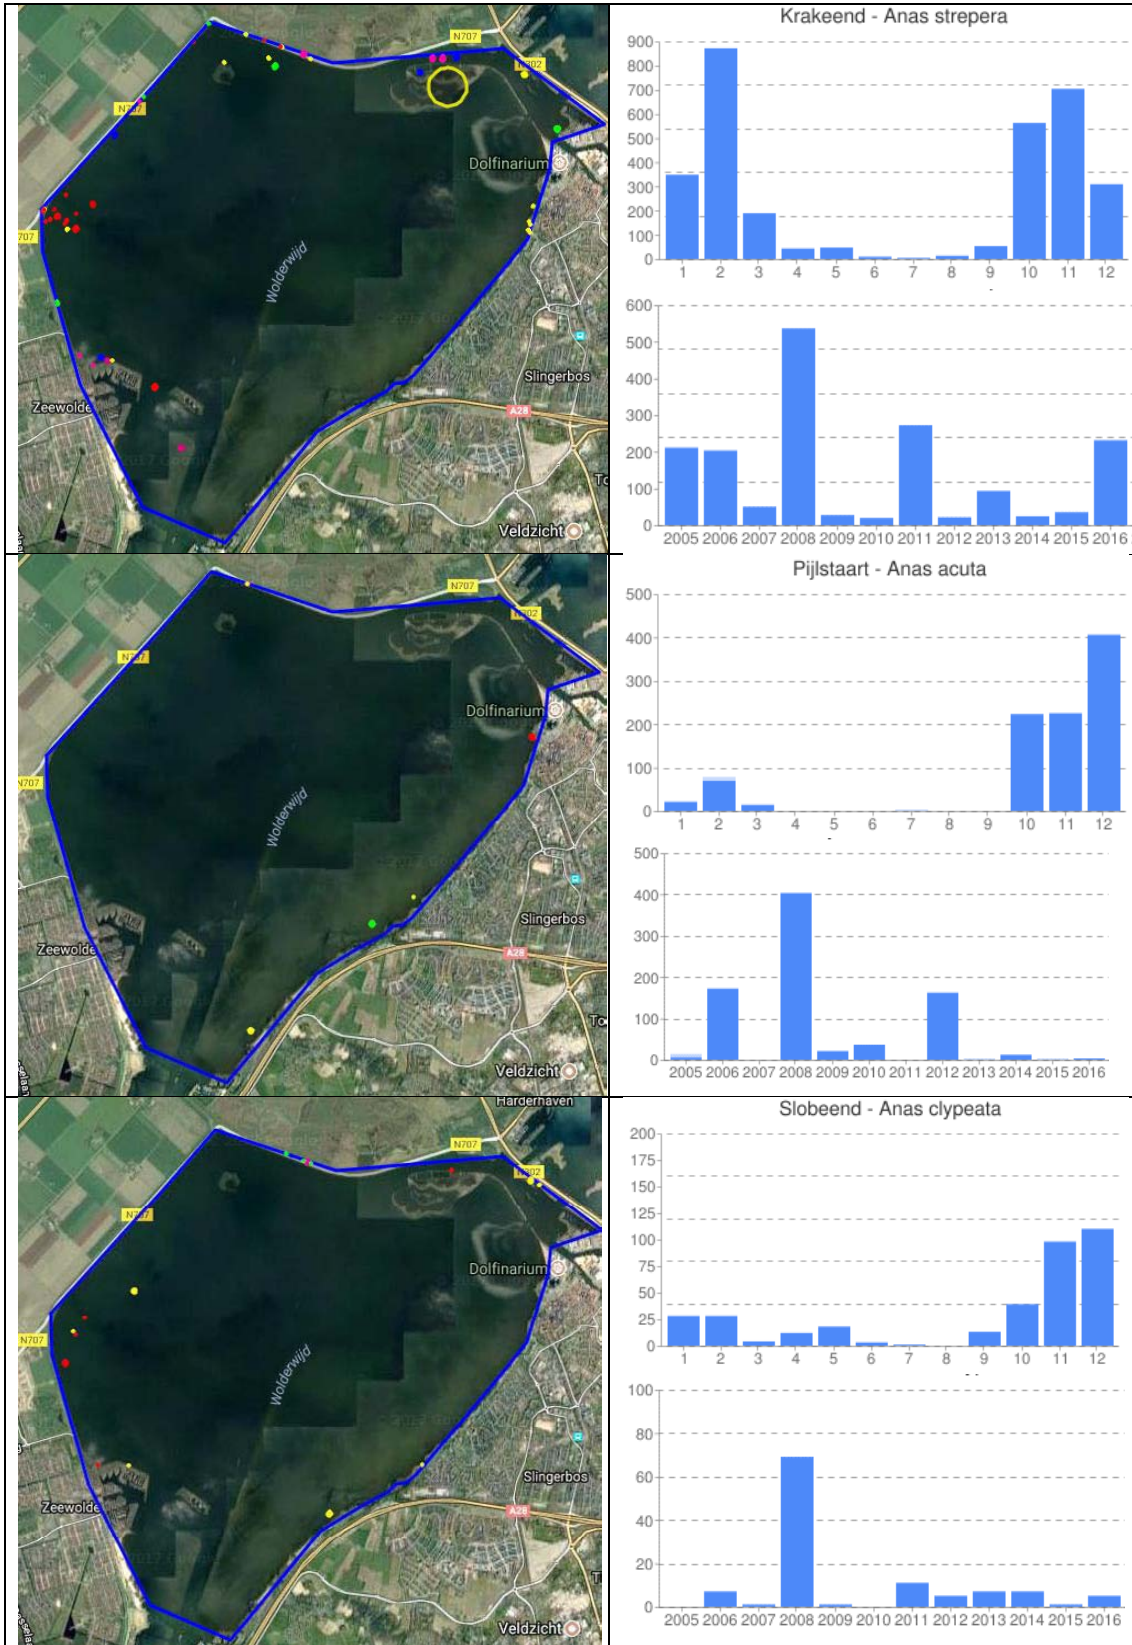 N707
N302
N707
Dolfinarium
707
Wolderwijd
Slingerbos
Zeewolde
A28
Veldzicht
Krakeend - Anas strepera
900
800
700
600
500
400
300
200
100
0
1 2 3 4 5 6 7 8 9 10 11 12
600
500
400
300
200
100
0
2005 2006 2007 2008 2009 2010 2011 2012 2013 2014 2015 2016
N707
N302
N707
Dolfinarium
N707
Wolderwijd
Slingerbos
Zeewolde
A28
Veldzicht
Pijlstaart - Anas acuta
500
400
300
200
100
0
1 2 3 4 5 6 7 8 9 10 11 12
500
400
300
200
100
0
2005 2006 2007 2008 2009 2010 2011 2012 2013 2014 2015 2016
Harderhaven
N707
N302
N707
Dolfinarium
N707
Wolderwijd
Slingerbos
Zeewolde
A28
Veldzicht
Slobeend - Anas clypeata
200
175
150
125
100
75
50
25
0
1 2 3 4 5 6 7 8 9 10 11 12
100
80
60
40
20
0
2005 2006 2007 2008 2009 2010 2011 2012 2013 2014 2015 2016